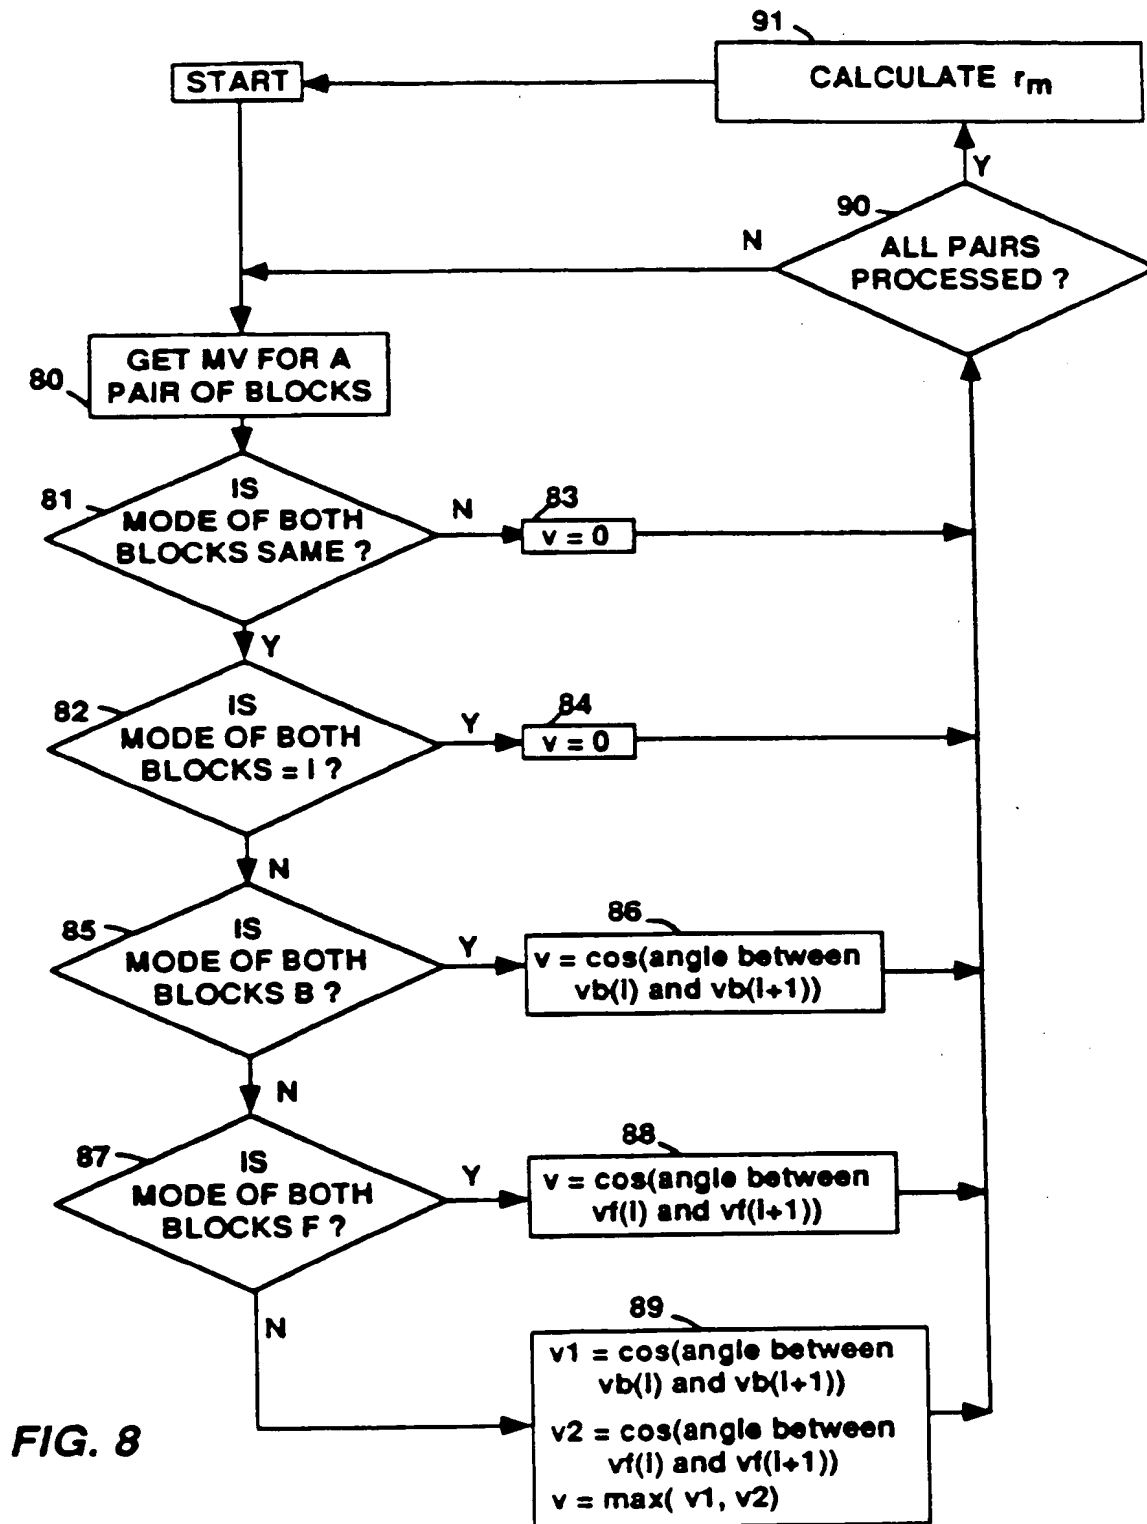 91
START
CALCULATE rm
Y
90
N
ALL PAIRS
PROCESSED ?
GET MV FOR A
PAIR OF BLOCKS
80
81
IS
MODE OF BOTH
BLOCKS SAME ?
N
83
v = 0
Y
82
IS
MODE OF BOTH
BLOCKS = I ?
Y
84
v = 0
N
85
IS
MODE OF BOTH
BLOCKS B ?
Y
86
v = cos(angle between
vb(i) and vb(i+1))
N
87
IS
MODE OF BOTH
BLOCKS F ?
Y
88
v = cos(angle between
vf(i) and vf(i+1))
N
89
v1 = cos(angle between
vb(i) and vb(i+1))
v2 = cos(angle between
vf(i) and vf(i+1))
v = max( v1, v2)
FIG. 8